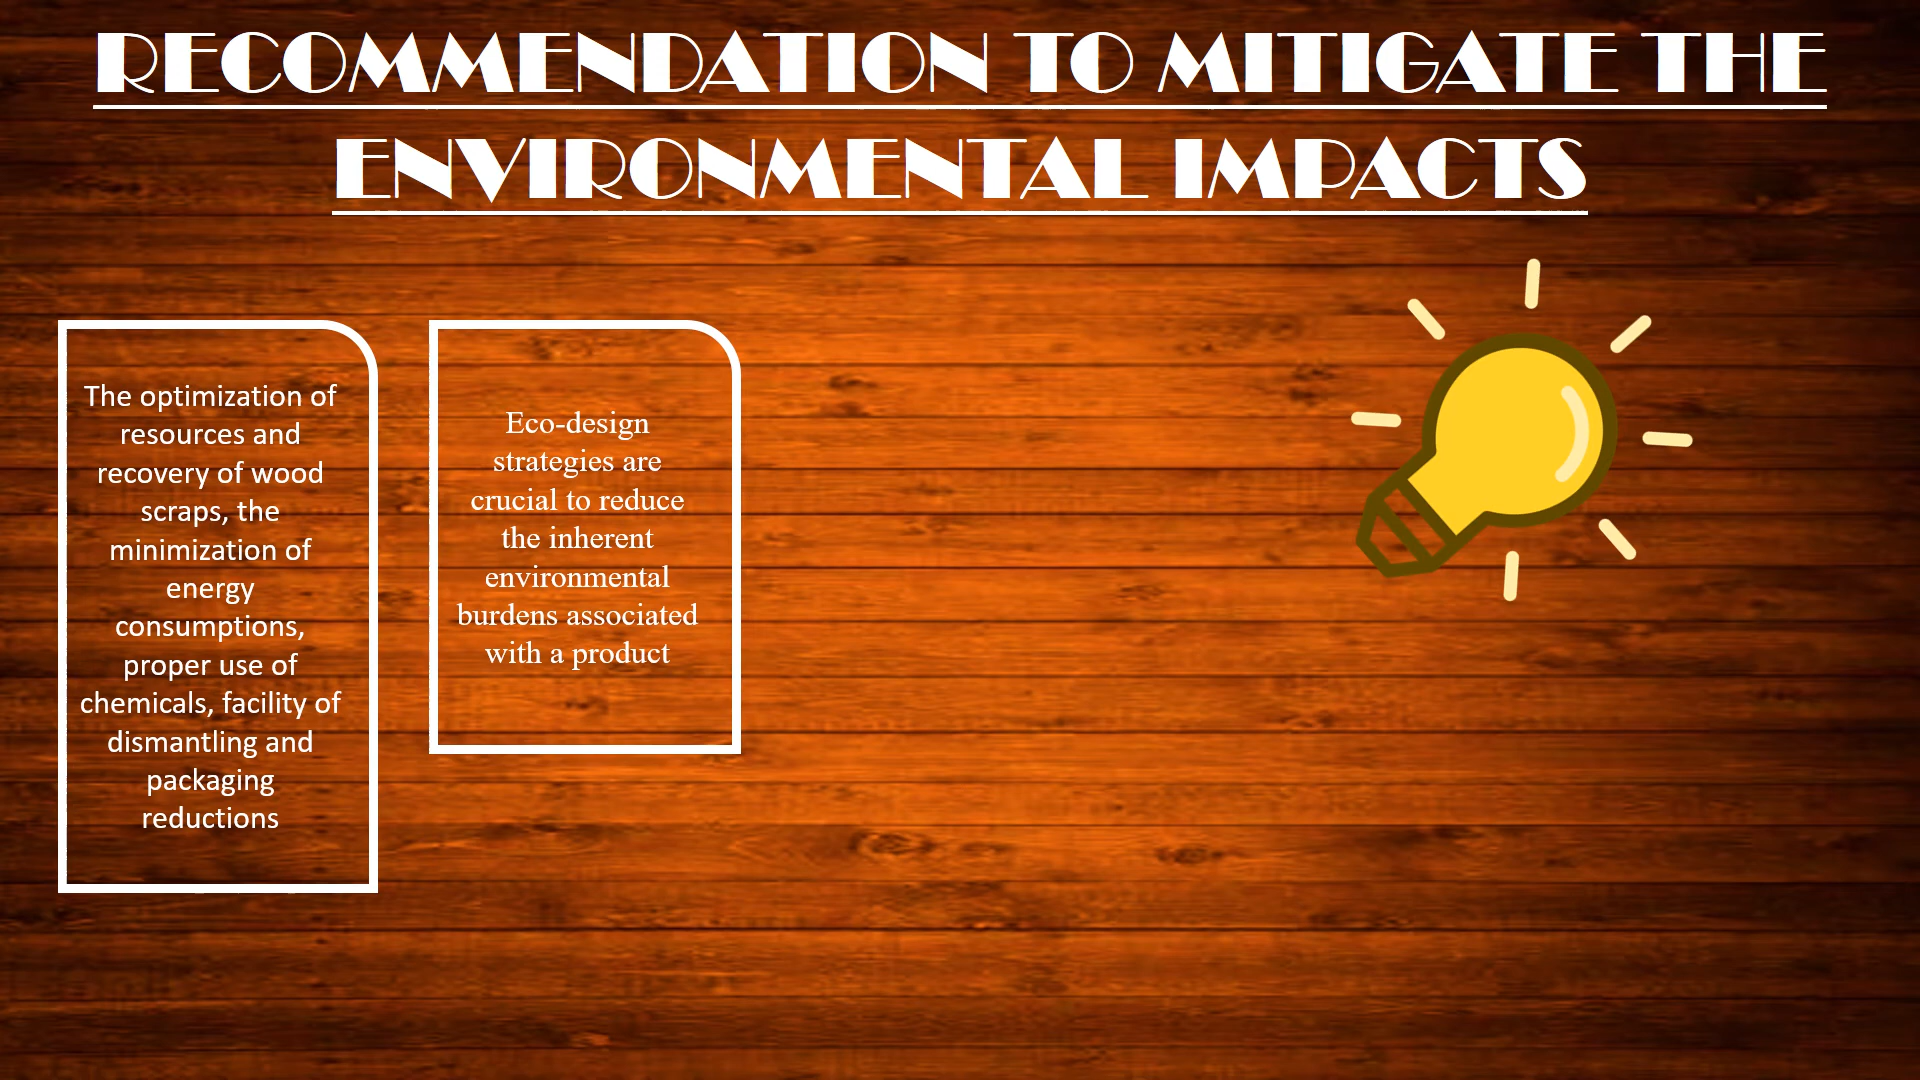 RECOMMENDATION TO MITIGATE THE
ENVIRONMENTAL IMPACTS
The optimization of
resources and
recovery of wood
scraps, the
minimization of
energy
consumptions,
proper use of
chemicals, facility of
dismantling and
packaging
reductions
Eco-design
strategies are
crucial to reduce
the inherent
environmental
burdens associated
with a product